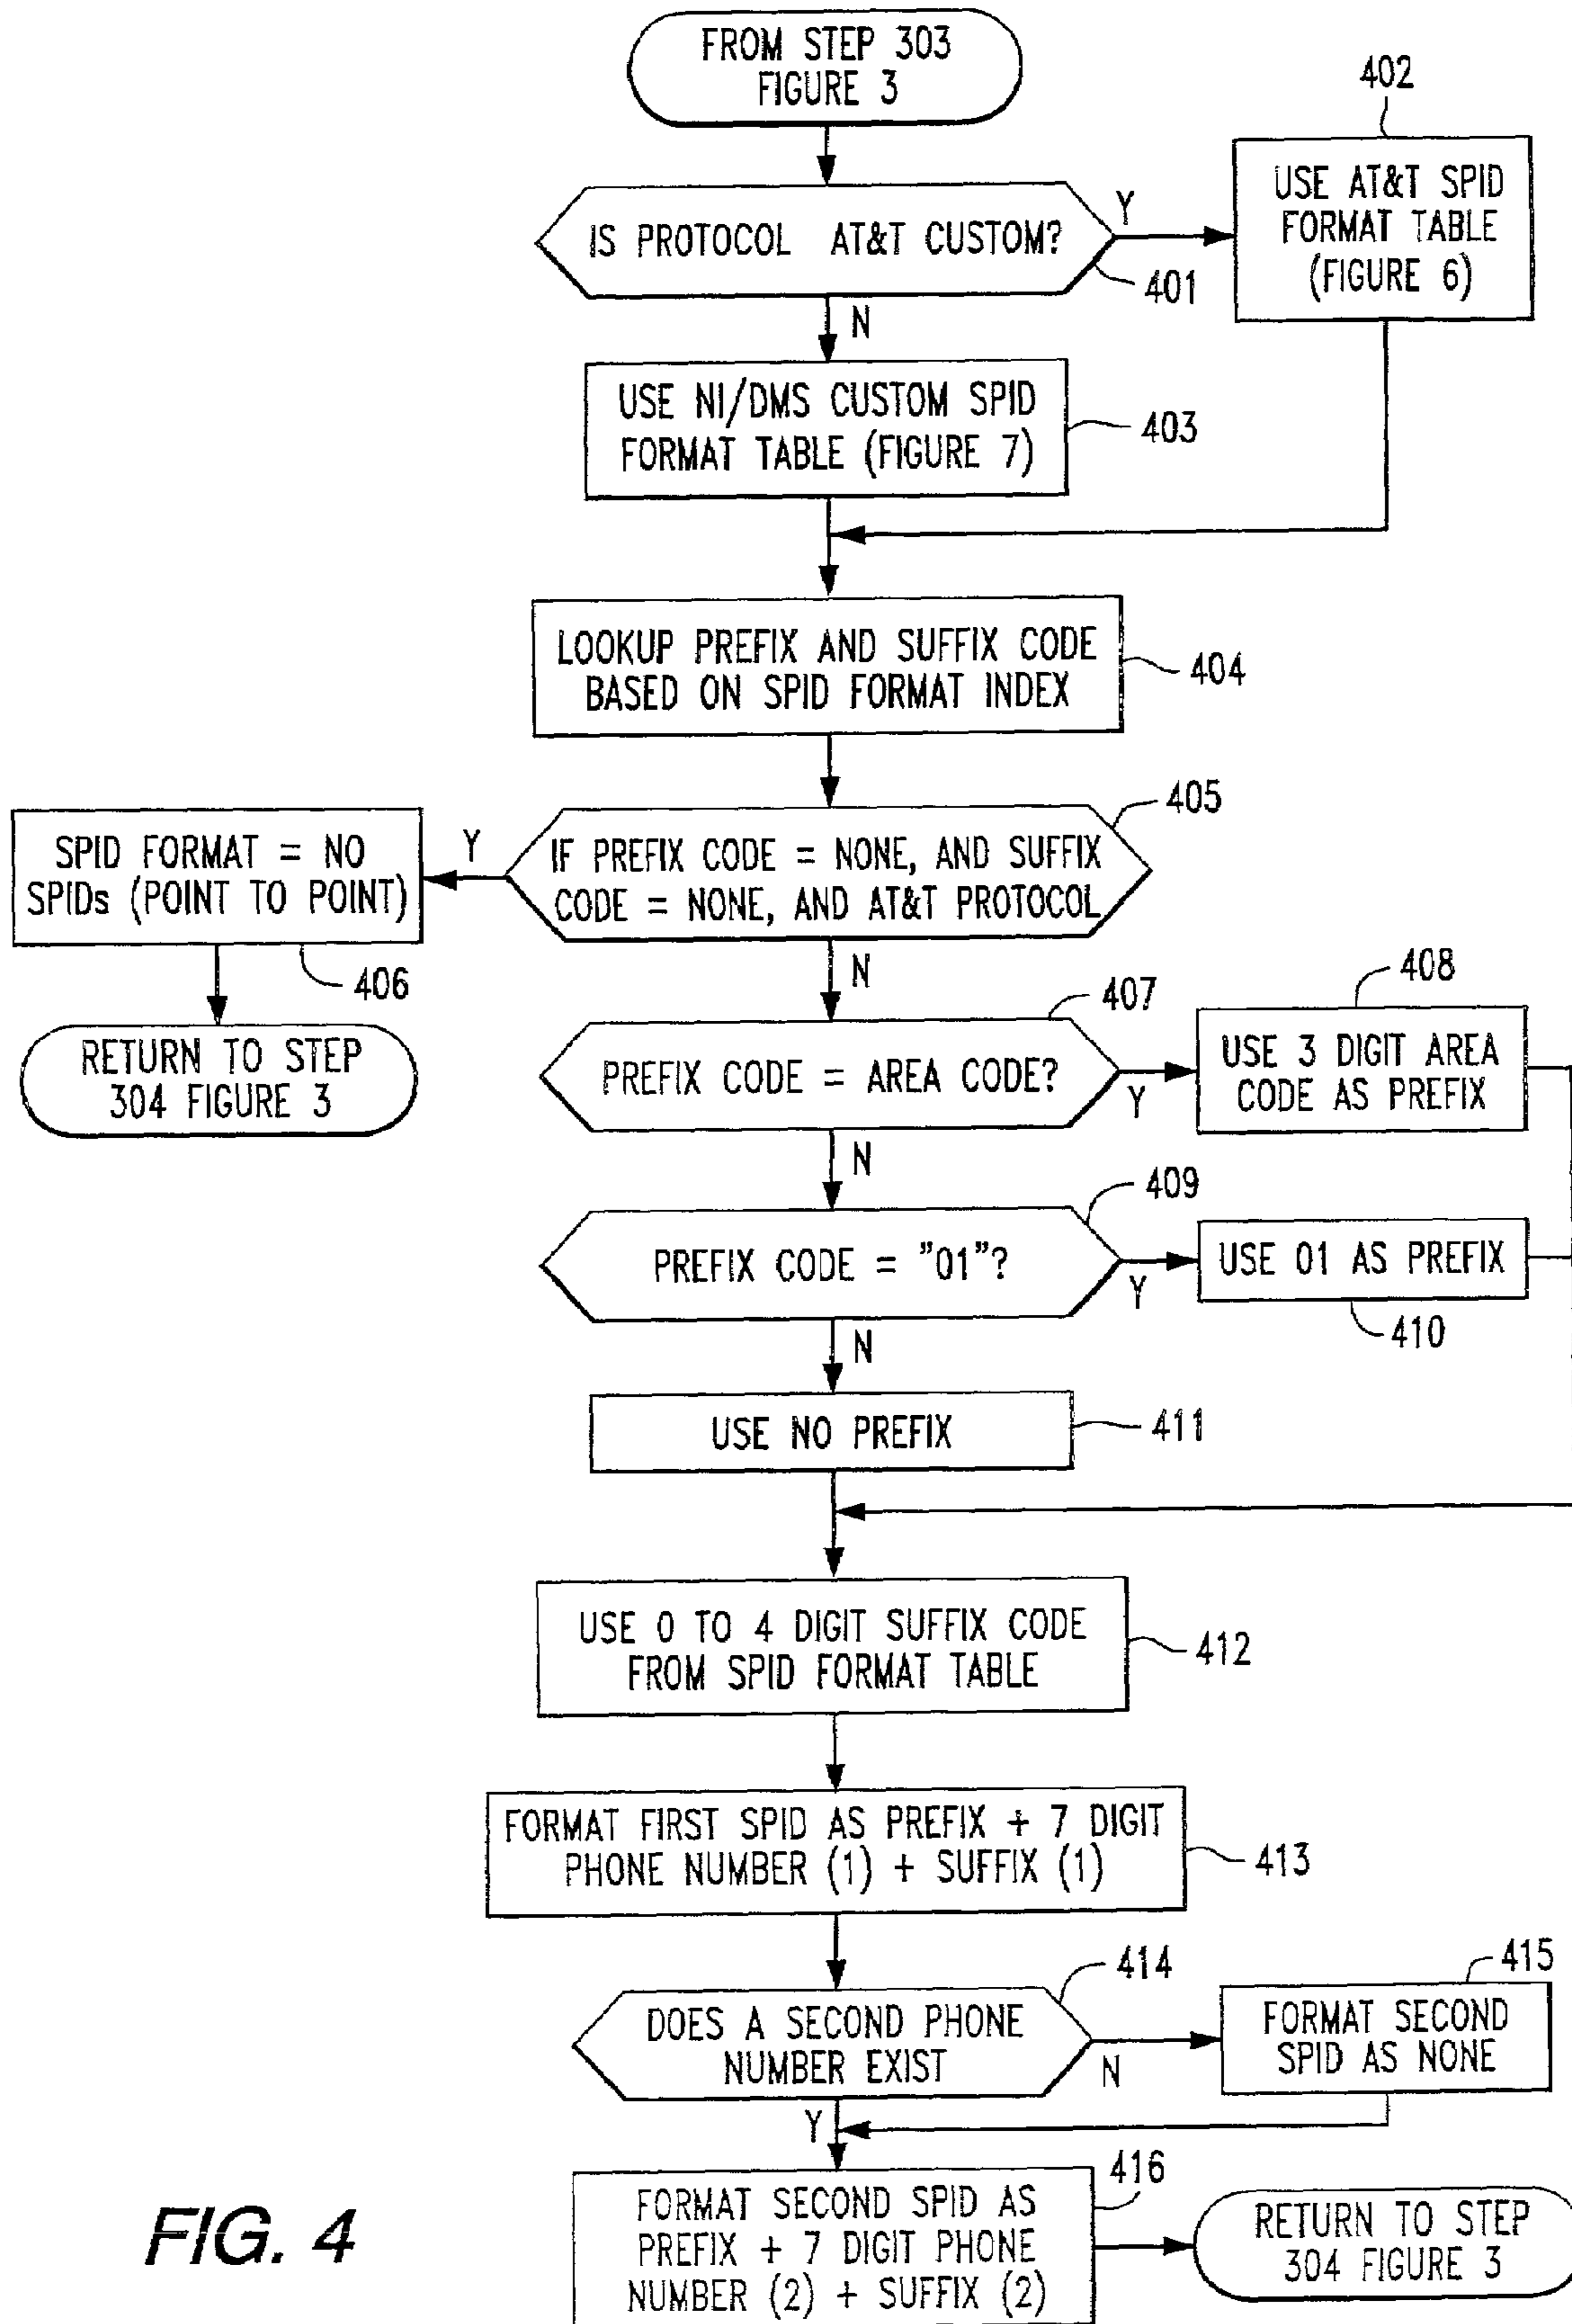 FROM STEP 303
FIGURE 3
402
IS PROTOCOL AT&T CUSTOM?
Y
401
N
USE AT&T SPID
FORMAT TABLE
(FIGURE 6)
USE NI/DMS CUSTOM SPID
FORMAT TABLE (FIGURE 7)
403
LOOKUP PREFIX AND SUFFIX CODE
BASED ON SPID FORMAT INDEX
404
405
IF PREFIX CODE = NONE, AND SUFFIX
CODE = NONE, AND AT&T PROTOCOL
Y
SPID FORMAT = NO
SPIDs (POINT TO POINT)
406
RETURN TO STEP
304 FIGURE 3
N
407
408
PREFIX CODE = AREA CODE?
Y
USE 3 DIGIT AREA
CODE AS PREFIX
N
409
PREFIX CODE = "01"?
Y
USE 01 AS PREFIX
410
N
USE NO PREFIX
411
USE 0 TO 4 DIGIT SUFFIX CODE
FROM SPID FORMAT TABLE
412
FORMAT FIRST SPID AS PREFIX + 7 DIGIT
PHONE NUMBER (1) + SUFFIX (1)
413
414
415
DOES A SECOND PHONE
NUMBER EXIST
N
FORMAT SECOND
SPID AS NONE
Y
416
FORMAT SECOND SPID AS
PREFIX + 7 DIGIT PHONE
NUMBER (2) + SUFFIX (2)
RETURN TO STEP
304 FIGURE 3
FIG. 4